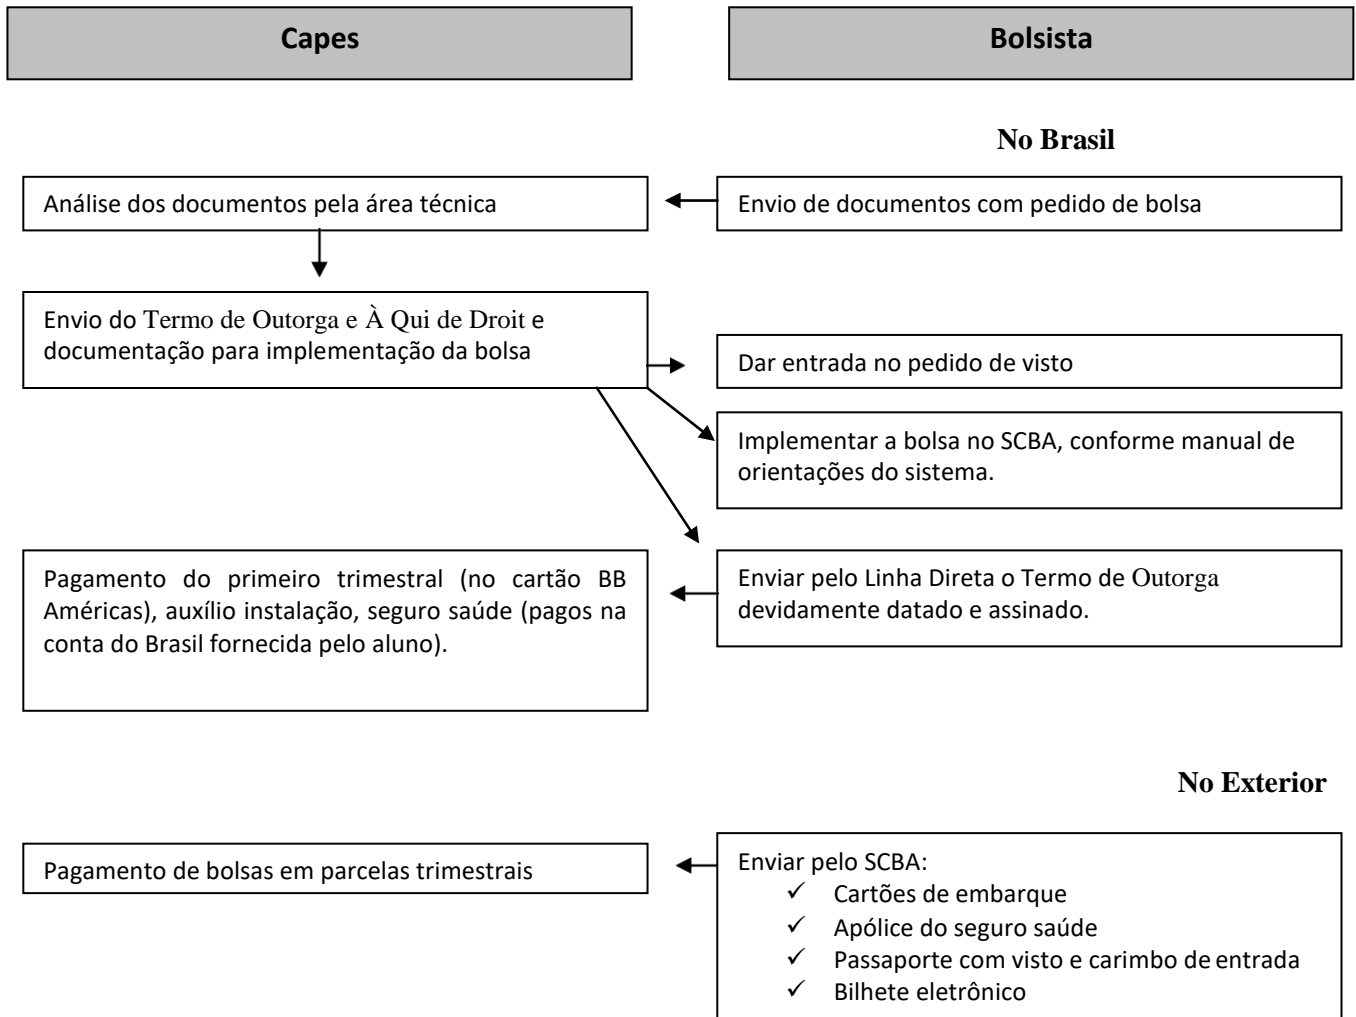 Capes
Bolsista
No Brasil
Análise dos documentos pela área técnica
Envio de documentos com pedido de bolsa
Envio do Termo de Outorga e À Qui de Droit e
documentação para implementação da bolsa
Dar entrada no pedido de visto
Implementar a bolsa no SCBA, conforme manual de
orientações do sistema.
Pagamento do primeiro trimestral (no cartão BB
Américas), auxílio instalação, seguro saúde (pagos na
conta do Brasil fornecida pelo aluno).
Enviar pelo Linha Direta o Termo de Outorga
devidamente datado e assinado.
No Exterior
Pagamento de bolsas em parcelas trimestrais
Enviar pelo SCBA:
✓ Cartões de embarque
✓ Apólice do seguro saúde
✓ Passaporte com visto e carimbo de entrada
✓ Bilhete eletrônico